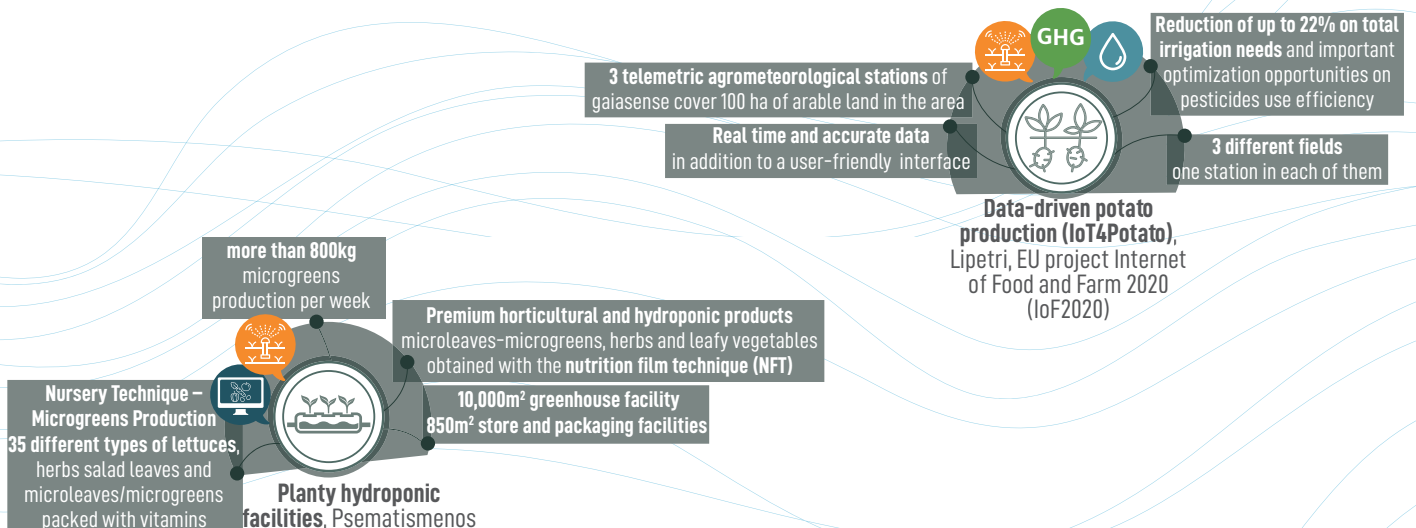 GHG
3 telemetric agrometeorological stations of
gaiasense cover 100 ha of arable land in the area
Real time and accurate data
in addition to a user-friendly interface
Reduction of up to 22% on total
irrigation needs and important
optimization opportunities on
pesticides use efficiency
3 different fields
one station in each of them
Data-driven potato
production (IoT4Potato),
Lipetri, EU project Internet
of Food and Farm 2020
(IoF2020)
more than 800kg
microgreens
production per week
Premium horticultural and hydroponic products
microleaves-microgreens, herbs and leafy vegetables
obtained with the nutrition film technique (NFT)
10,000m² greenhouse facility
850m² store and packaging facilities
Nursery Technique –
Microgreens Production
35 different types of lettuces,
herbs salad leaves and
microleaves/microgreens
packed with vitamins
Planty hydroponic
facilities, Psematismenos